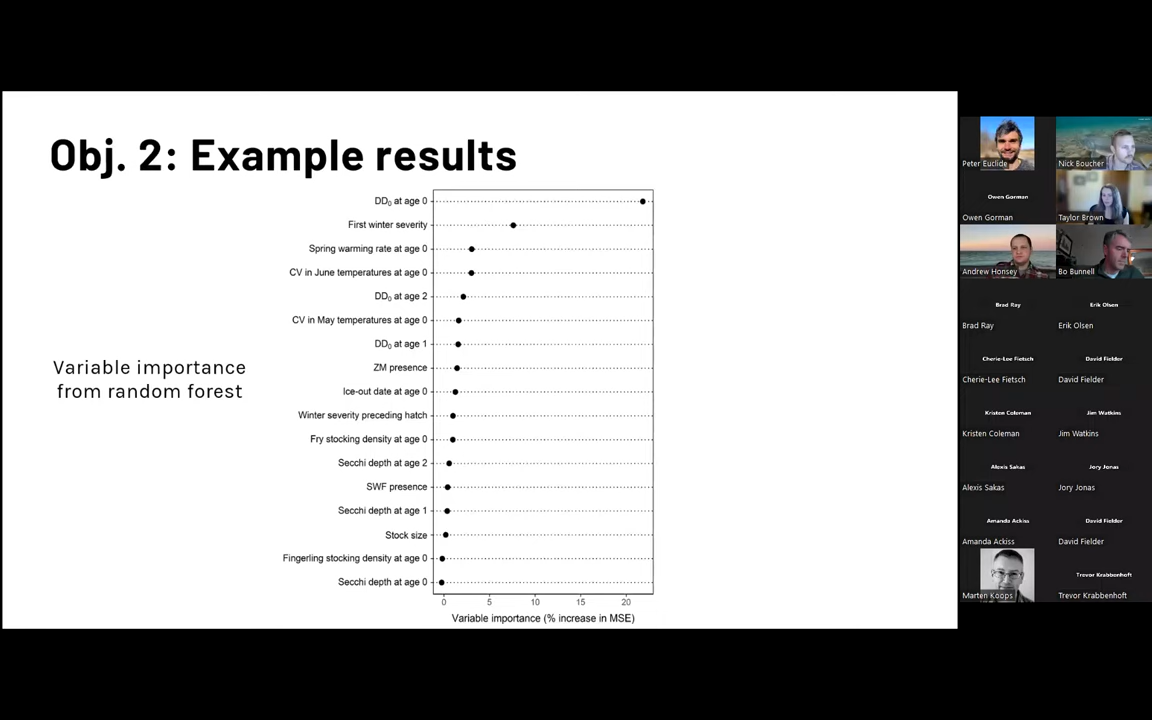 Obj. 2: Example results
Variable importance
from random forest
DD₀ at age 0
First winter severity
Spring warming rate at age 0
CV in June temperatures at age 0
DD₀ at age 2
CV in May temperatures at age 0
DD₀ at age 1
ZM presence
Ice-out date at age 0
Winter severity preceding hatch
Fry stocking density at age 0
Secchi depth at age 2
SWF presence
Secchi depth at age 1
Stock size
Fingerling stocking density at age 0
Secchi depth at age 0
0 5 10 15 20
Variable importance (% increase in MSE)
Peter Euclide
Nick Boucher
Owen Gorman
Owen Gorman
Taylor Brown
Andrew Honsey
Bo Bunnell
Brad Ray
Erik Olsen
Brad Ray
Erik Olsen
Cherie-Lee Fietsch
David Fielder
Cherie-Lee Fietsch
David Fielder
Kristen Coleman
Jim Watkins
Kristen Coleman
Jim Watkins
Alexis Sakas
Jory Jonas
Alexis Sakas
Jory Jonas
Amanda Ackiss
David Fielder
Amanda Ackiss
David Fielder
Trevor Krabbenhoft
Marten Koops
Trevor Krabbenhoft